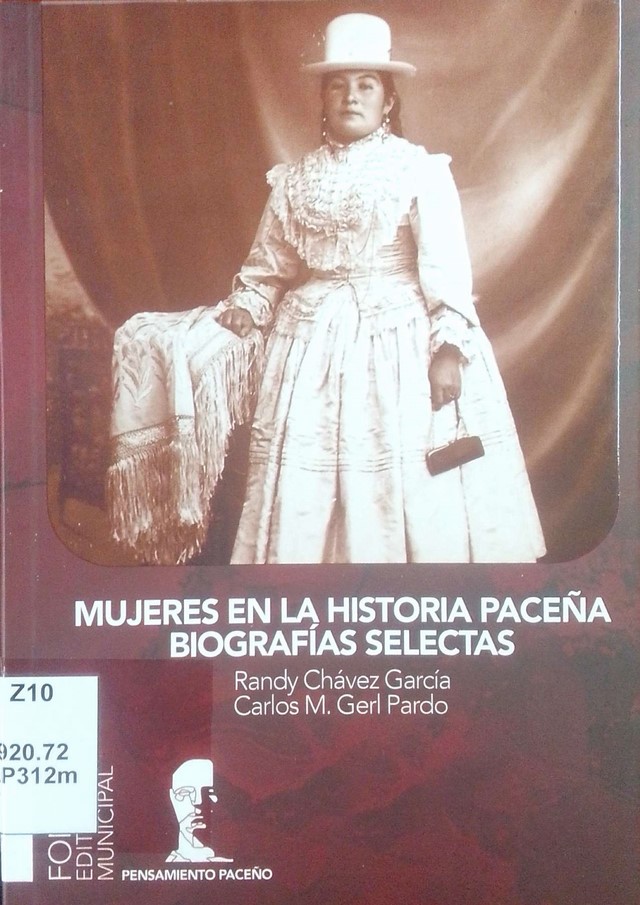 MUJERES EN LA HISTORIA PACEÑA
BIOGRAFÍAS SELECTAS
Randy Chávez García
Carlos M. Gerl Pardo
Z10
920.72
P312m
MUNICIPAL
PENSAMIENTO PACEÑO